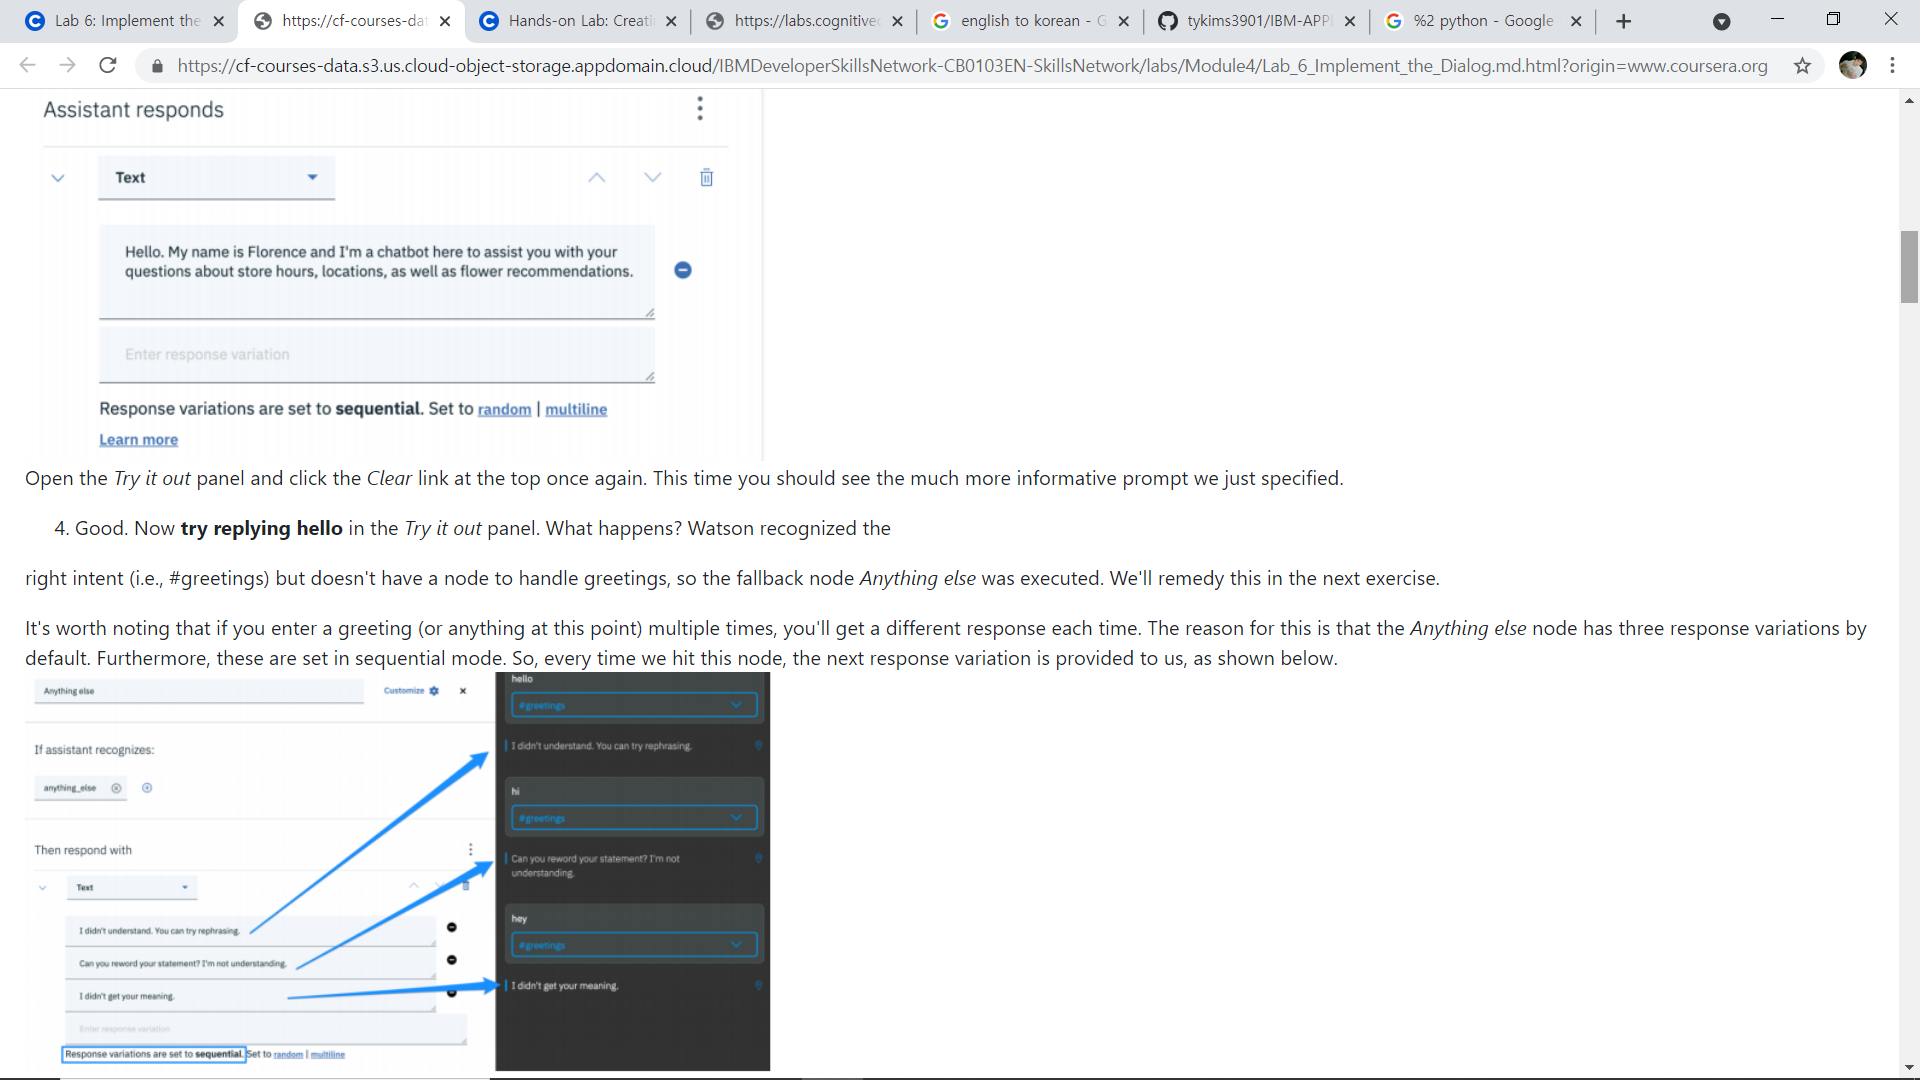 Lab 6: Implement the
https://cf-courses-dat
Hands-on Lab: Creati
https://labs.cognitivec
english to korean - G
tykims3901/IBM-APPL
%2 python - Google
https://cf-courses-data.s3.us.cloud-object-storage.appdomain.cloud/IBMDeveloperSkillsNetwork-CB0103EN-SkillsNetwork/labs/Module4/Lab_6_Implement_the_Dialog.md.html?origin=www.coursera.org
Assistant responds
Text
Hello. My name is Florence and I'm a chatbot here to assist you with your
questions about store hours, locations, as well as flower recommendations.
Enter response variation
Response variations are set to sequential. Set to random | multiline
Learn more
Open the Try it out panel and click the Clear link at the top once again. This time you should see the much more informative prompt we just specified.
4. Good. Now try replying hello in the Try it out panel. What happens? Watson recognized the
right intent (i.e., #greetings) but doesn't have a node to handle greetings, so the fallback node Anything else was executed. We'll remedy this in the next exercise.
It's worth noting that if you enter a greeting (or anything at this point) multiple times, you'll get a different response each time. The reason for this is that the Anything else node has three response variations by
default. Furthermore, these are set in sequential mode. So, every time we hit this node, the next response variation is provided to us, as shown below.
Anything else
Customize
If assistant recognizes:
anything_else
Then respond with
Text
I didn't understand. You can try rephrasing.
Can you reword your statement? I'm not understanding.
I didn't get your meaning.
Enter response variation
Response variations are set to sequential. Set to random | multiline
hello
#greetings
I didn't understand. You can try rephrasing.
hi
#greetings
Can you reword your statement? I'm not
understanding.
hey
#greetings
I didn't get your meaning.